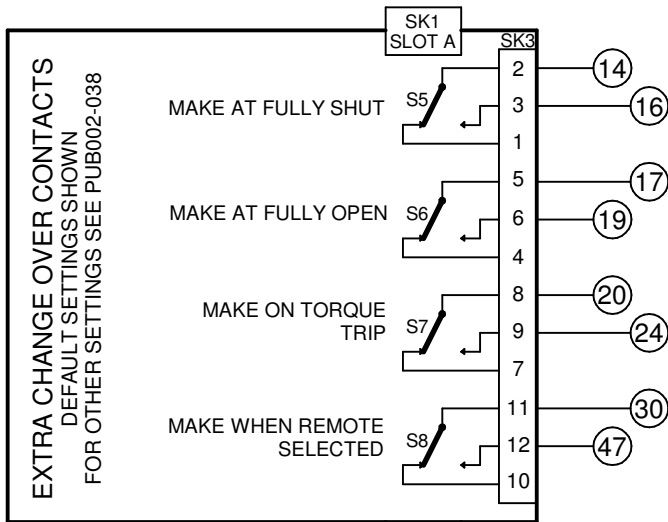 SK1
SLOT A
SK3
EXTRA CHANGE OVER CONTACTS
DEFAULT SETTINGS SHOWN
FOR OTHER SETTINGS SEE PUB002-038
MAKE AT FULLY SHUT
S5
2
14
3
16
1
MAKE AT FULLY OPEN
S6
5
17
6
19
4
MAKE ON TORQUE
TRIP
S7
8
20
9
24
7
MAKE WHEN REMOTE
SELECTED
S8
11
30
12
47
10